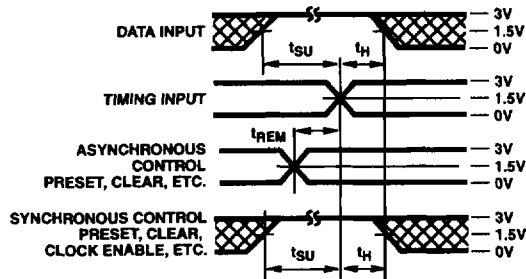 3V
DATA INPUT
1.5V
0V
tSU
tH
3V
TIMING INPUT
1.5V
0V
tREM
ASYNCHRONOUS
CONTROL
PRESET, CLEAR, ETC.
3V
1.5V
0V
SYNCHRONOUS CONTROL
PRESET, CLEAR,
CLOCK ENABLE, ETC.
3V
1.5V
0V
tSU
tH